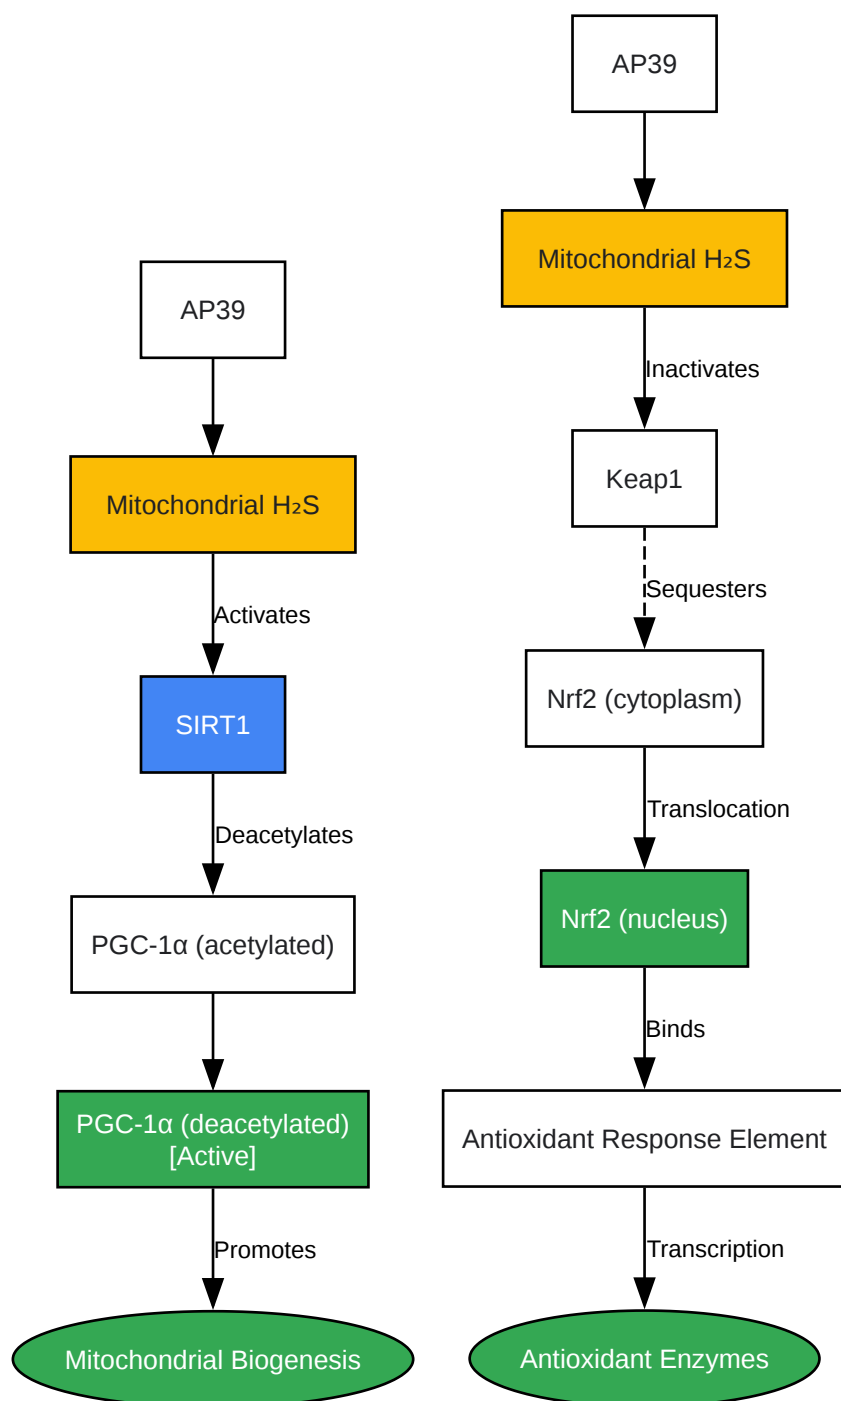 AP39
Mitochondrial H₂S
Activates
SIRT1
Deacetylates
PGC-1α (acetylated)
PGC-1α (deacetylated)
[Active]
Promotes
Mitochondrial Biogenesis
AP39
Mitochondrial H₂S
Inactivates
Keap1
Sequesters
Nrf2 (cytoplasm)
Translocation
Nrf2 (nucleus)
Binds
Antioxidant Response Element
Transcription
Antioxidant Enzymes